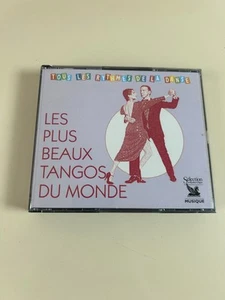 TOUS LES RYTHMES DE LA DANSE
LES
PLUS
BEAUX
TANGOS
DU MONDE
Sélection
MUSIQUE